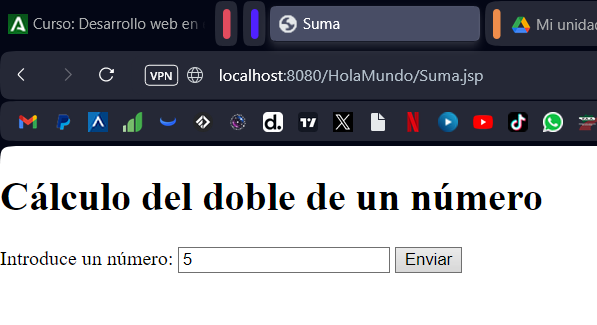 Curso: Desarrollo web en
Suma
Mi unidad
VPN
localhost:8080/HolaMundo/Suma.jsp
Cálculo del doble de un número
Introduce un número: 5 Enviar